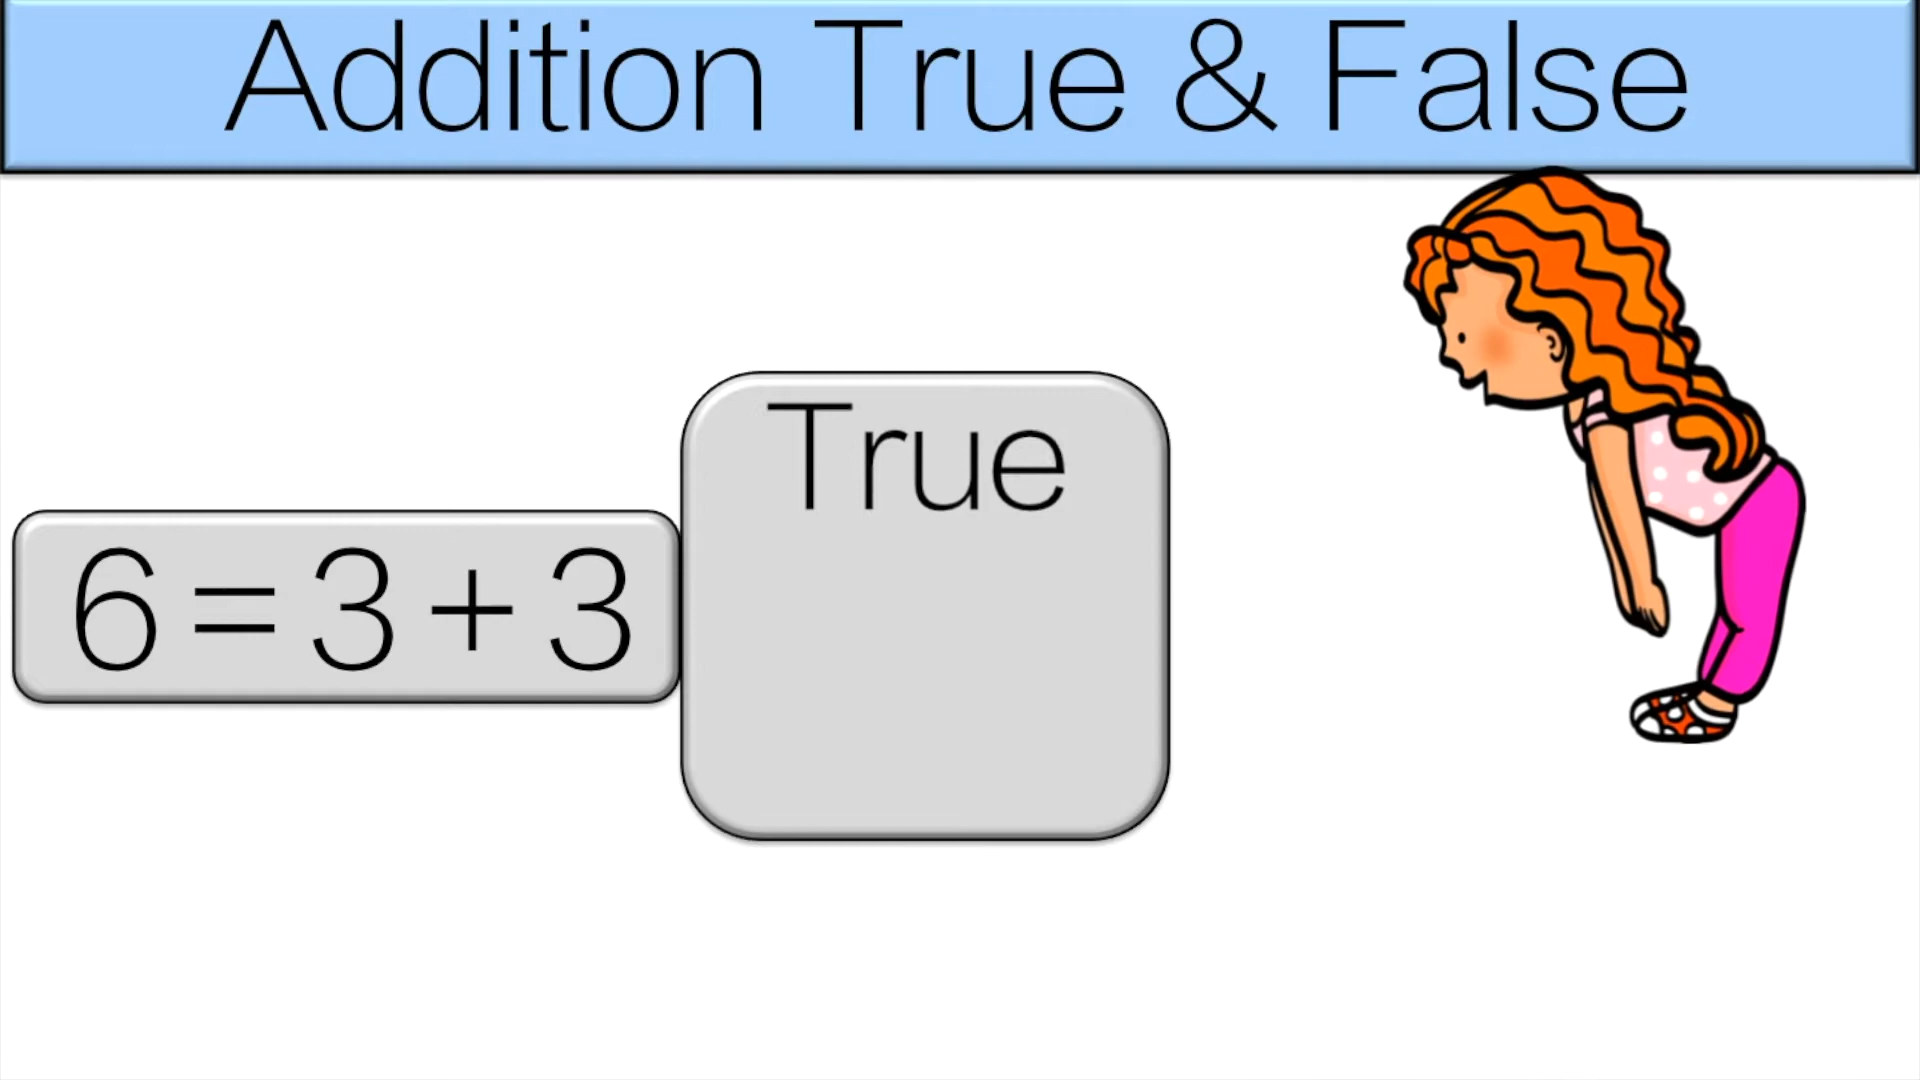 Addition True & False
True
6 = 3 + 3